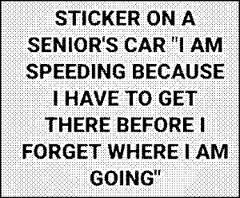 STICKER ON A
SENIOR'S CAR "I AM
SPEEDING BECAUSE
I HAVE TO GET
THERE BEFORE I
FORGET WHERE I AM
GOING"